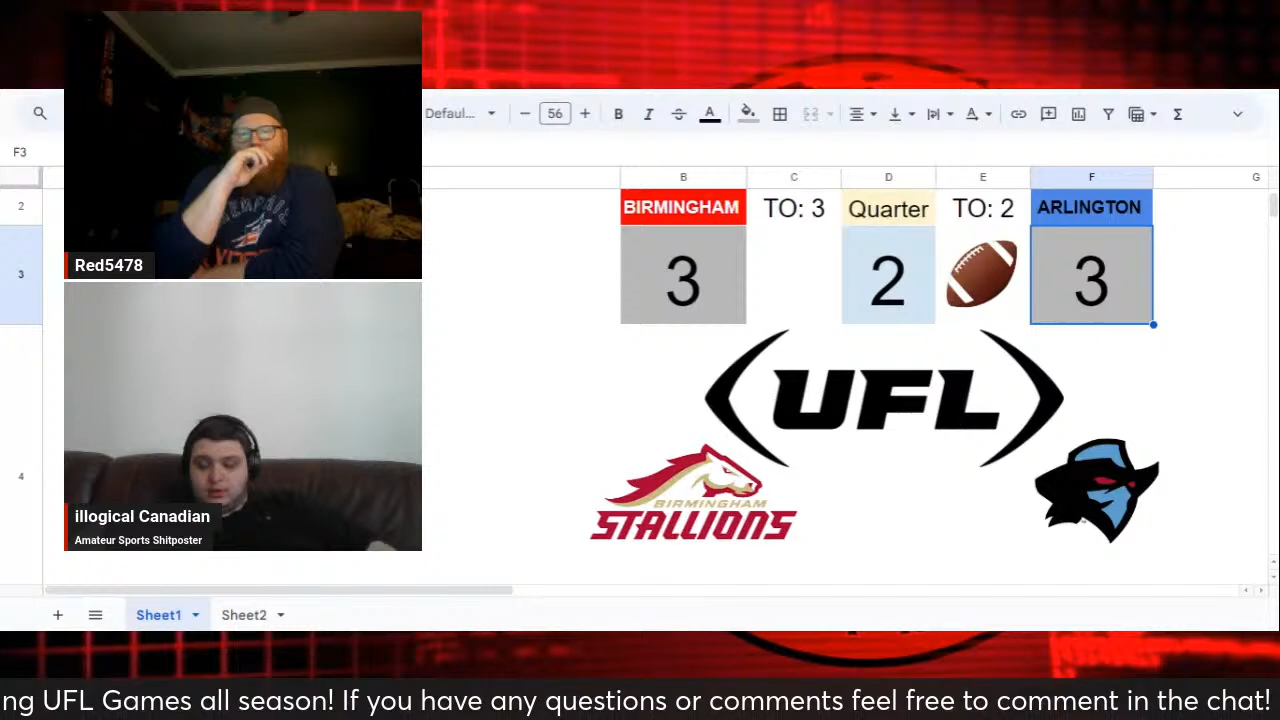 Defaul...
56
B
I
A
F3
B
C
D
E
F
G
2
BIRMINGHAM
TO: 3
Quarter
TO: 2
ARLINGTON
3
3
2
3
UFL
4
BIRMINGHAM
STALLIONS
Red5478
illogical Canadian
Amateur Sports Shitposter
Sheet1
Sheet2
ng UFL Games all season! If you have any questions or comments feel free to comment in the chat!